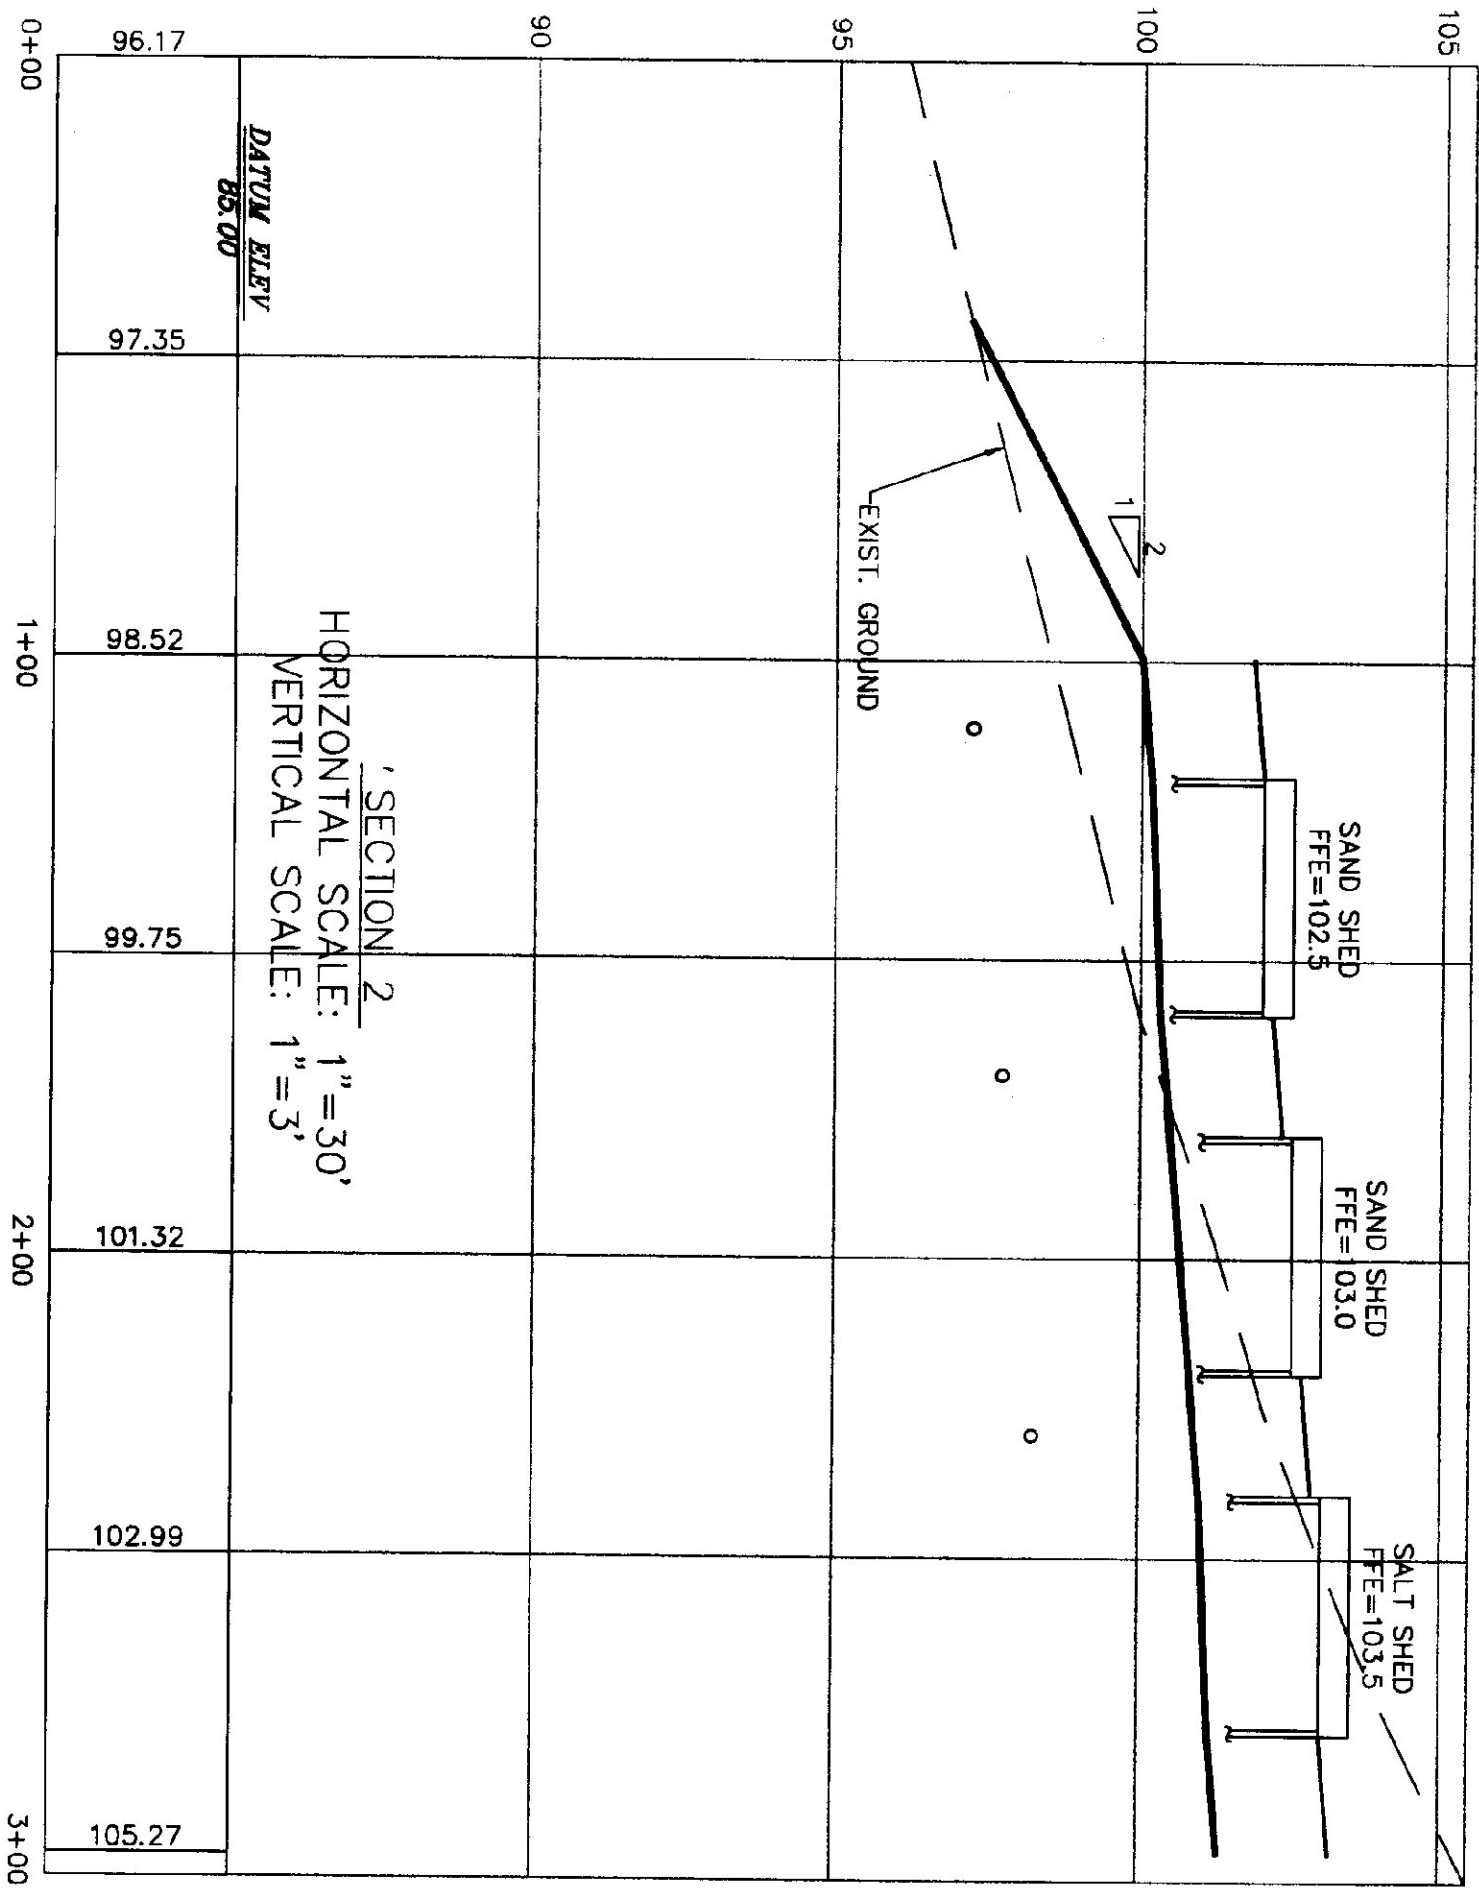 105
100
95
90
SAND SHED
FFE=102.5
SAND SHED
FFE=103.0
SALT SHED
FFE=103.5
1
2
EXIST. GROUND
DATUM ELEV
85.00
SECTION 2
HORIZONTAL SCALE: 1"=30'
VERTICAL SCALE: 1"=3'
96.17
97.35
98.52
99.75
101.32
102.99
105.27
0+00
1+00
2+00
3+00